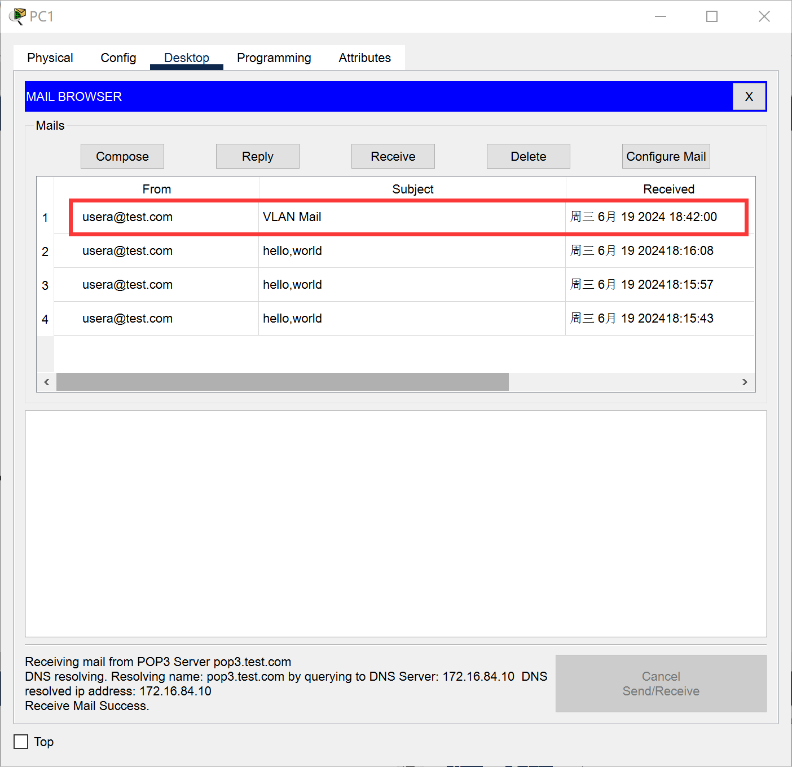 PC1
Physical Config Desktop Programming Attributes
MAIL BROWSER X
Mails
Compose Reply Receive Delete Configure Mail
From Subject Received
1 usera@test.com VLAN Mail 周三 6月 19 2024 18:42:00
2 usera@test.com hello,world 周三 6月 19 202418:16:08
3 usera@test.com hello,world 周三 6月 19 202418:15:57
4 usera@test.com hello,world 周三 6月 19 202418:15:43
Receiving mail from POP3 Server pop3.test.com
DNS resolving. Resolving name: pop3.test.com by querying to DNS Server: 172.16.84.10 DNS
resolved ip address: 172.16.84.10
Receive Mail Success.
Cancel
Send/Receive
Top